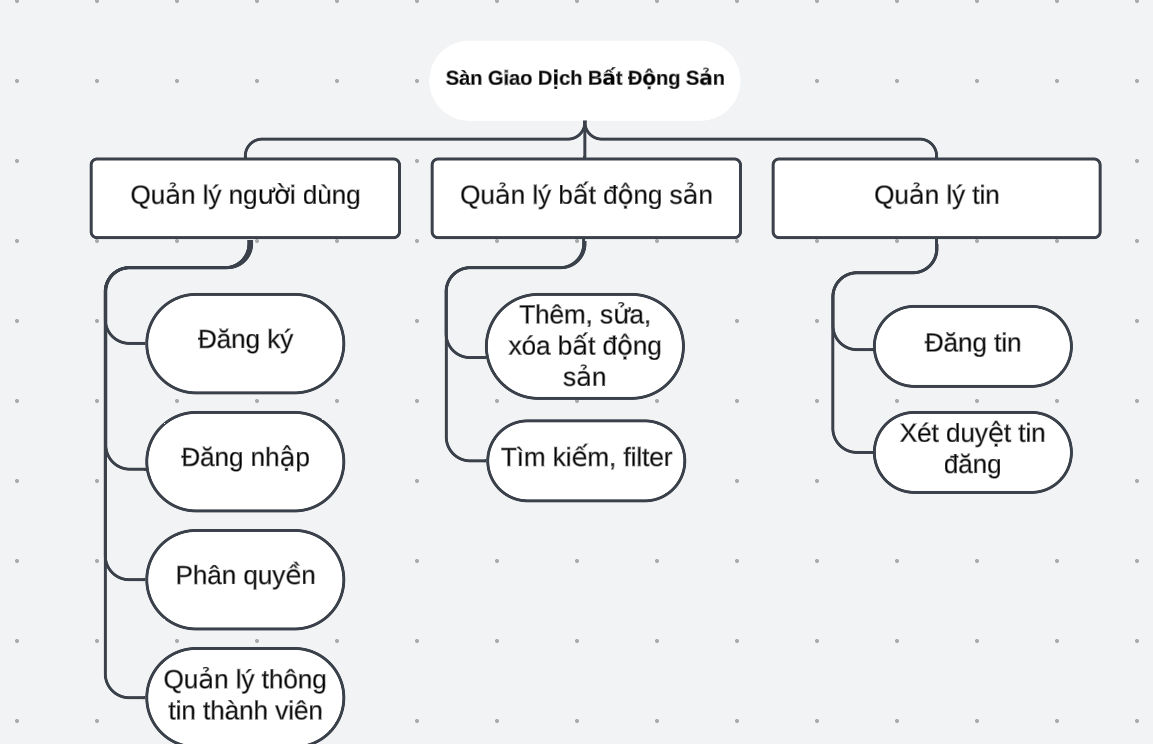 Sàn Giao Dịch Bất Động Sản
Quản lý người dùng
Quản lý bất động sản
Quản lý tin
Đăng ký
Đăng nhập
Phân quyền
Quản lý thông
tin thành viên
Thêm, sửa,
xóa bất động
sản
Tìm kiếm, filter
Đăng tin
Xét duyệt tin
đăng